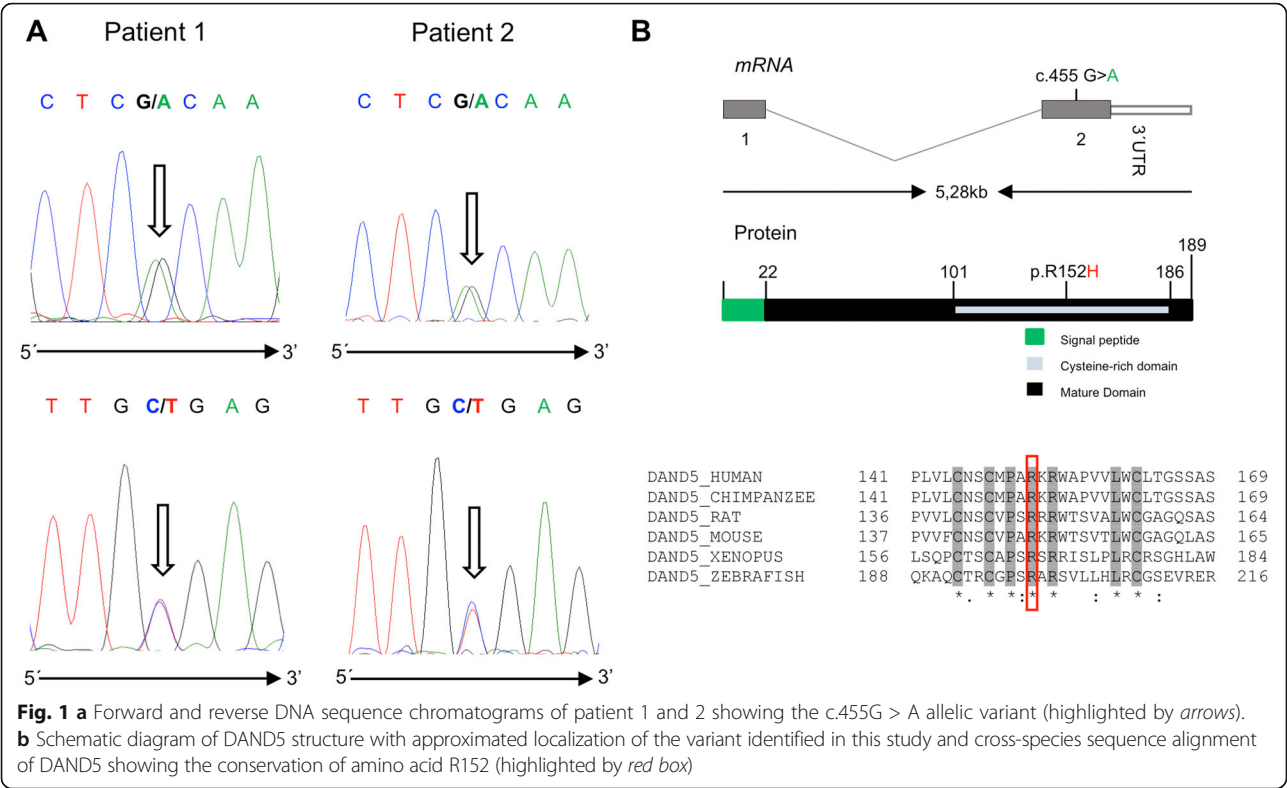 A Patient 1 Patient 2
C T C G/A C A A
C T C G/A C A A
5´ 3’
5´ 3’
T T G C/T G A G
T T G C/T G A G
5´ 3’
5´ 3’
B
mRNA
c.455 G>A
1
2
3’UTR
5,28kb
Protein
22
101
p.R152H
186
189
Signal peptide
Cysteine-rich domain
Mature Domain
DAND5_HUMAN 141 PLVLCNSCMPARKRWAPVVLWCLTGSSAS 169
DAND5_CHIMPANZEE 141 PLVLCNSCMPARKRWAPVVLWCLTGSSAS 169
DAND5_RAT 136 PVVLCNSCVPSRRRWTSVALWCGAGQSAS 164
DAND5_MOUSE 137 PVVFCNSCVPARKRWTSVTLWCGAGQLAS 165
DAND5_XENOPUS 156 LSQPCTSCAPSRSRRISLPLRCRSGHLAW 184
DAND5_ZEBRAFISH 188 QKAQCTRCGPSRARSVLLHLRCGSEVRER 216
*. * *:* * : * * :
Fig. 1 a Forward and reverse DNA sequence chromatograms of patient 1 and 2 showing the c.455G > A allelic variant (highlighted by arrows).
b Schematic diagram of DAND5 structure with approximated localization of the variant identified in this study and cross-species sequence alignment
of DAND5 showing the conservation of amino acid R152 (highlighted by red box)